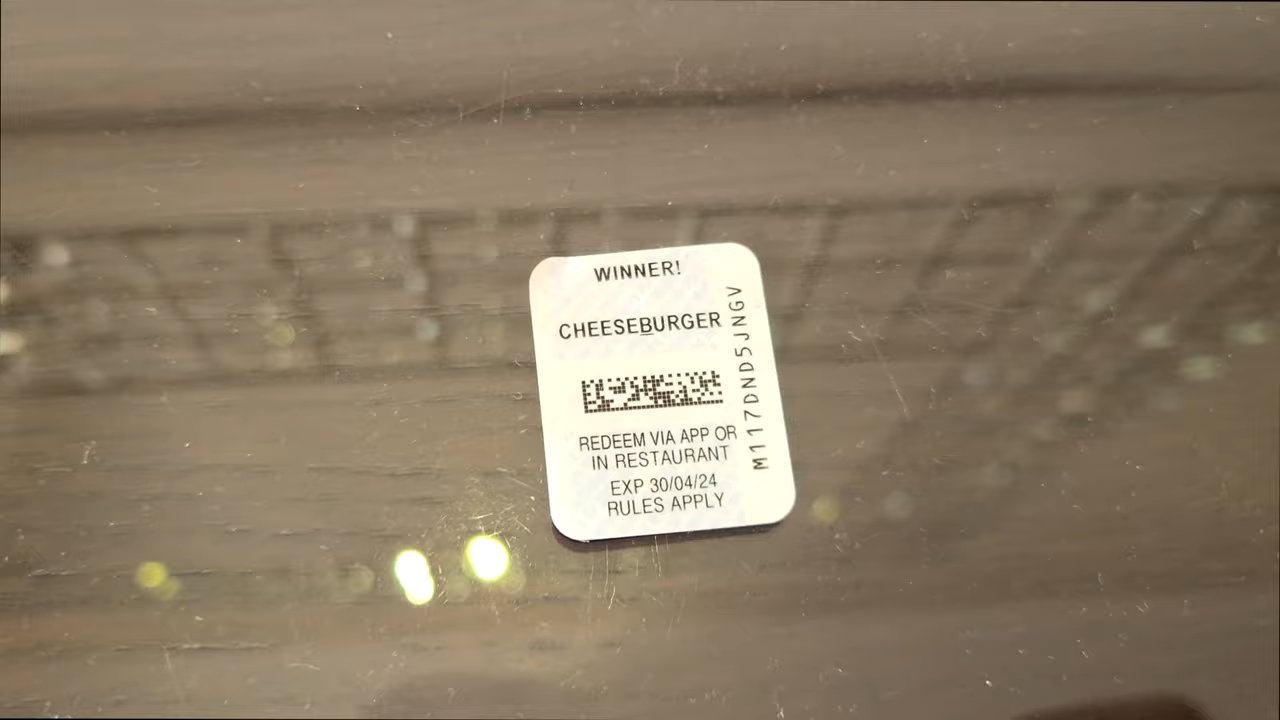 WINNER!
CHEESEBURGER
REDEEM VIA APP OR
IN RESTAURANT
EXP 30/04/24
RULES APPLY
M117DND5JNGV